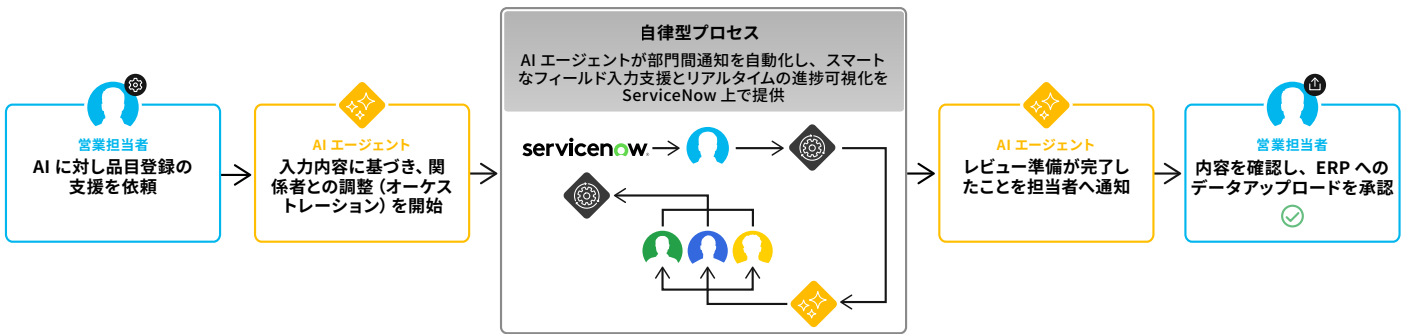 営業担当者
AI に対し品目登録の
支援を依頼
AI エージェント
入力内容に基づき、関
係者との調整（オーケス
トレーション）を開始
自律型プロセス
AI エージェントが部門間通知を自動化し、スマート
なフィールド入力支援とリアルタイムの進捗可視化を
ServiceNow 上で提供
servicenow
AI エージェント
レビュー準備が完了し
たことを担当者へ通知
営業担当者
内容を確認し、ERP への
データアップロードを承認